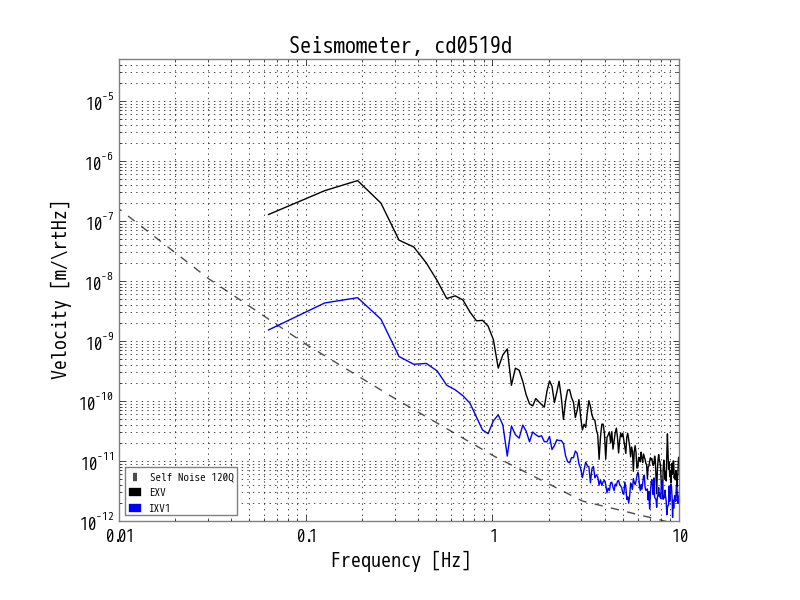 Seismometer, cd0519d
Velocity [m/\rtHz]
10^-5
10^-6
10^-7
10^-8
10^-9
10^-10
10^-11
10^-12
Self Noise 120Q
EXV
IXV1
0.01 0.1 1 10
Frequency [Hz]